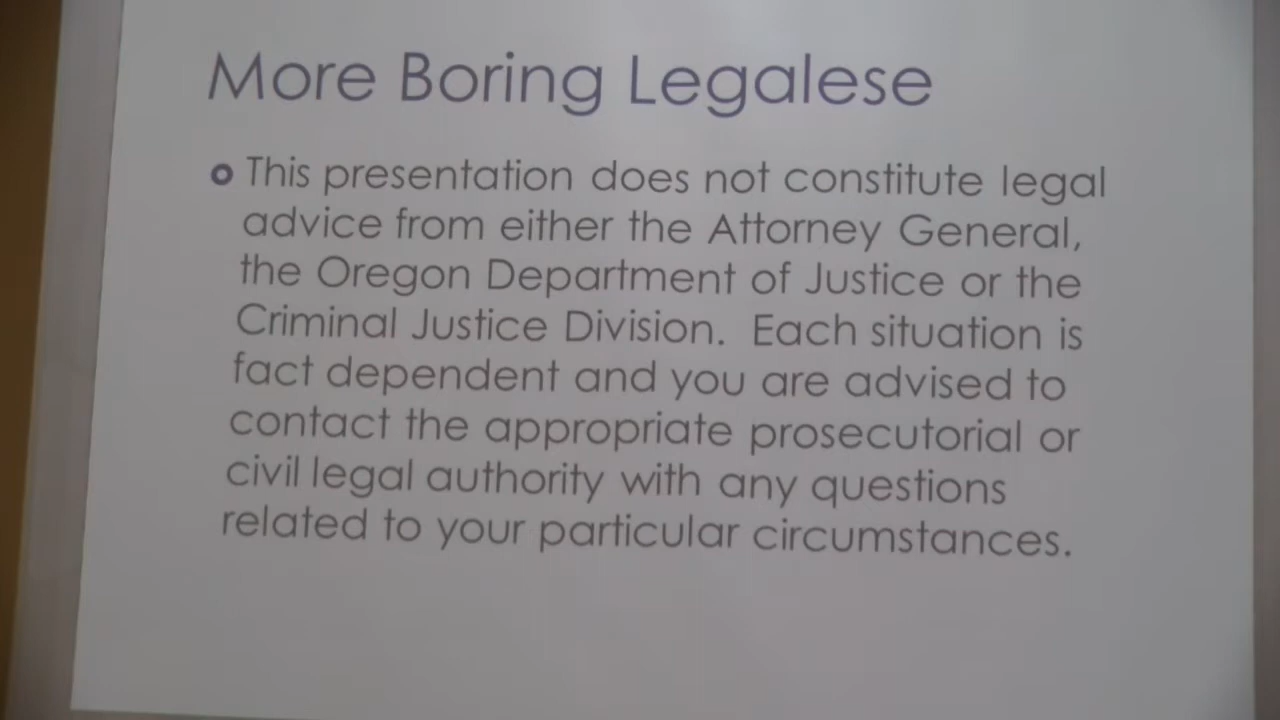 More Boring Legalese
This presentation does not constitute legal
advice from either the Attorney General,
the Oregon Department of Justice or the
Criminal Justice Division. Each situation is
fact dependent and you are advised to
contact the appropriate prosecutorial or
civil legal authority with any questions
related to your particular circumstances.